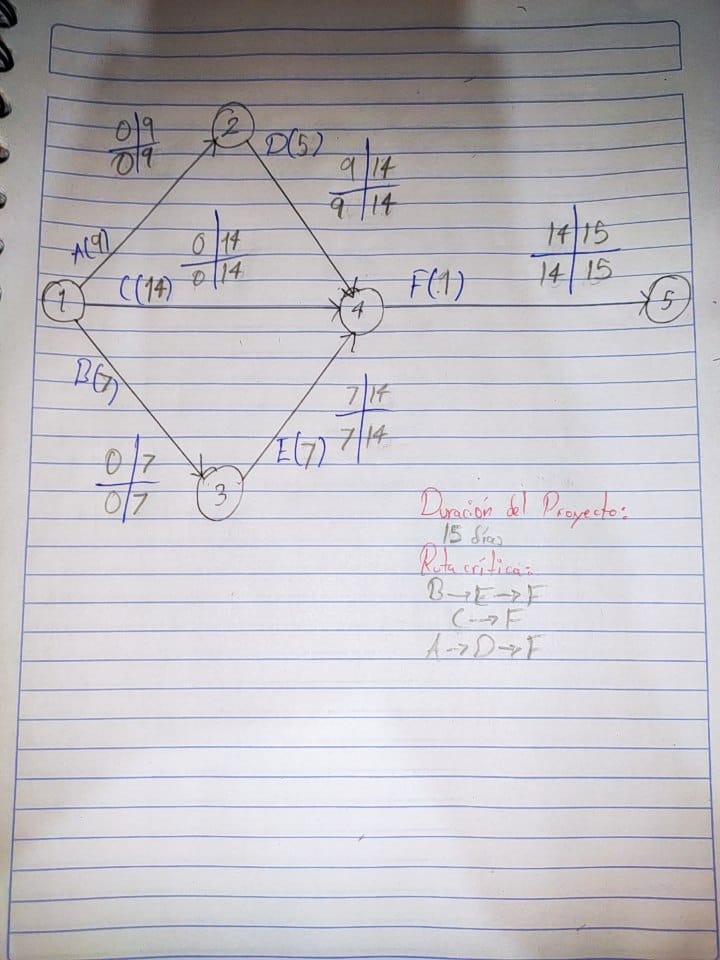 2
0 9
0 9
D(5)
9 14
9 14
A(9)
0 14
0 14
14 15
14 15
1
C(14)
4
F(1)
5
B(7)
7 14
7 14
E(7)
0 7
0 7
3
Duración del Proyecto:
15 días
Ruta crítica:
B→E→F
C→F
A→D→F